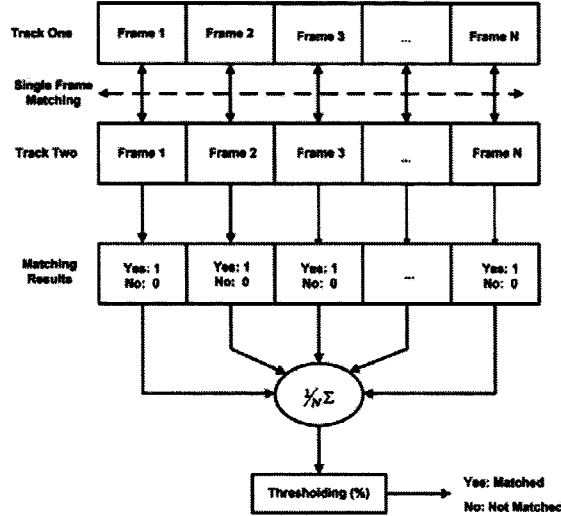 Track One
Frame 1
Frame 2
Frame 3
...
Frame N
Single Frame
Matching
Track Two
Frame 1
Frame 2
Frame 3
...
Frame N
Matching
Results
Yes: 1
No: 0
Yes: 1
No: 0
Yes: 1
No: 0
...
Yes: 1
No: 0
1/N Σ
Thresholding (%)
Yes: Matched
No: Not Matched